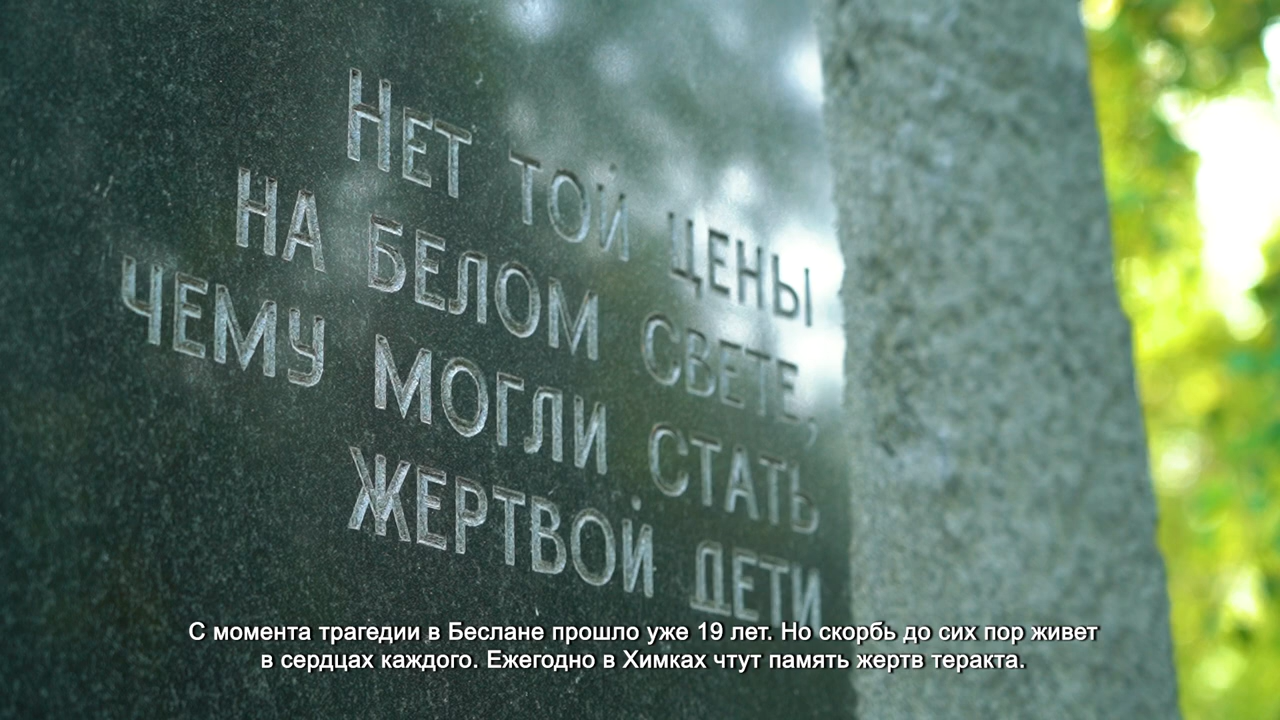 НЕТ ТОЙ ЦЕНЫ
НА БЕЛОМ СВЕТЕ,
ЧЕМУ МОГЛИ СТАТЬ
ЖЕРТВОЙ ДЕТИ
С момента трагедии в Беслане прошло уже 19 лет. Но скорбь до сих пор живет
в сердцах каждого. Ежегодно в Химках чтут память жертв теракта.